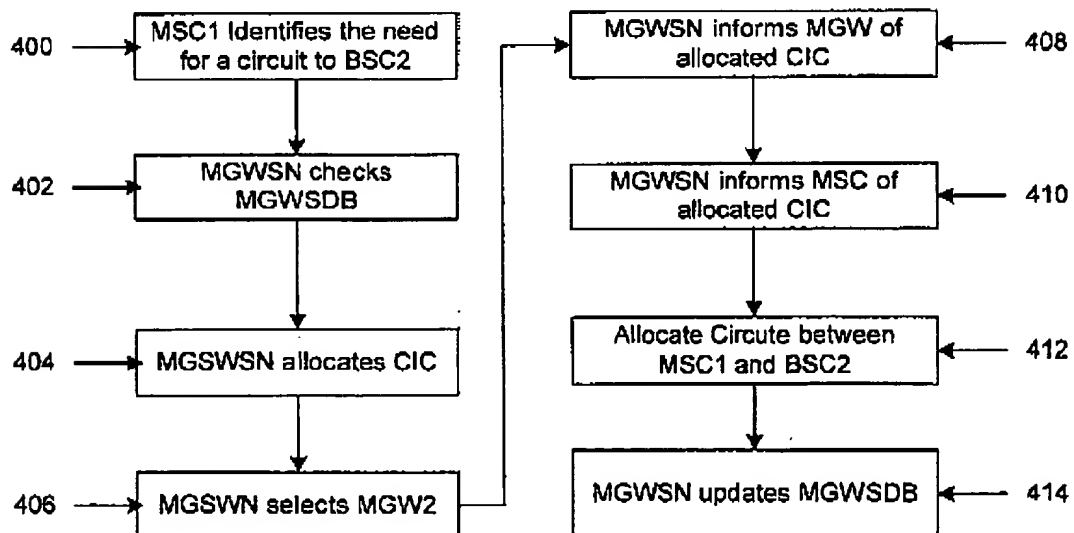 400
MSC1 Identifies the need
for a circuit to BSC2
402
MGWSN checks
MGWSDB
404
MGSWSN allocates CIC
406
MGSWN selects MGW2
MGWSN informs MGW of
allocated CIC
408
MGWSN informs MSC of
allocated CIC
410
Allocate Circute between
MSC1 and BSC2
412
MGWSN updates MGWSDB
414